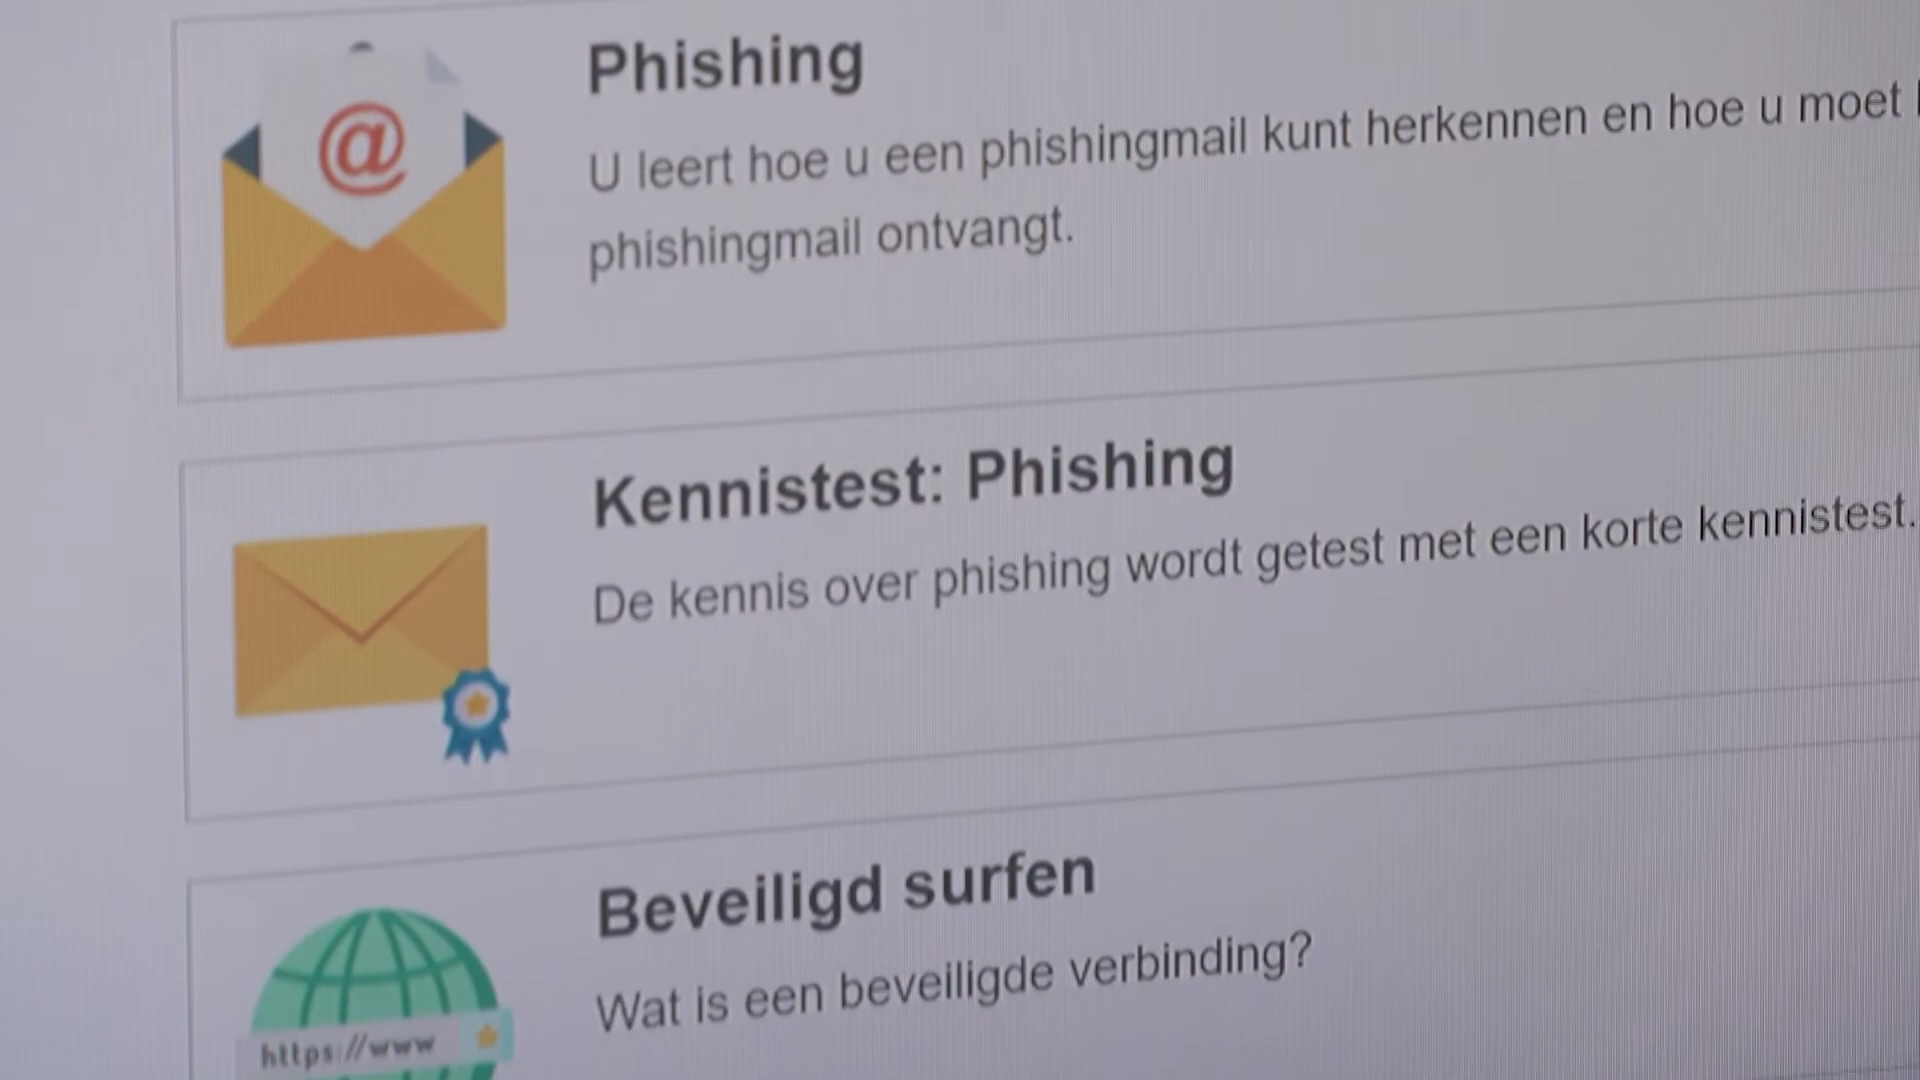 Phishing
@
U leert hoe u een phishingmail kunt herkennen en hoe u moet
phishingmail ontvangt.
Kennistest: Phishing
De kennis over phishing wordt getest met een korte kennistest.
Beveiligd surfen
Wat is een beveiligde verbinding?
https://www